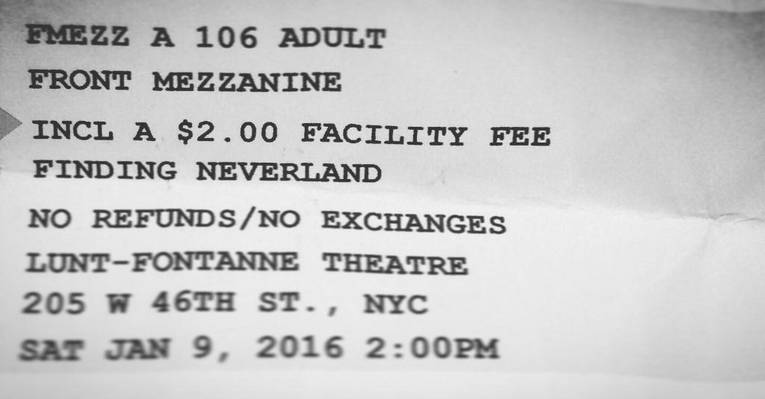 FMEZZ A 106 ADULT
FRONT MEZZANINE
INCL A $2.00 FACILITY FEE
FINDING NEVERLAND
NO REFUNDS/NO EXCHANGES
LUNT-FONTANNE THEATRE
205 W 46TH ST., NYC
SAT JAN 9, 2016 2:00PM